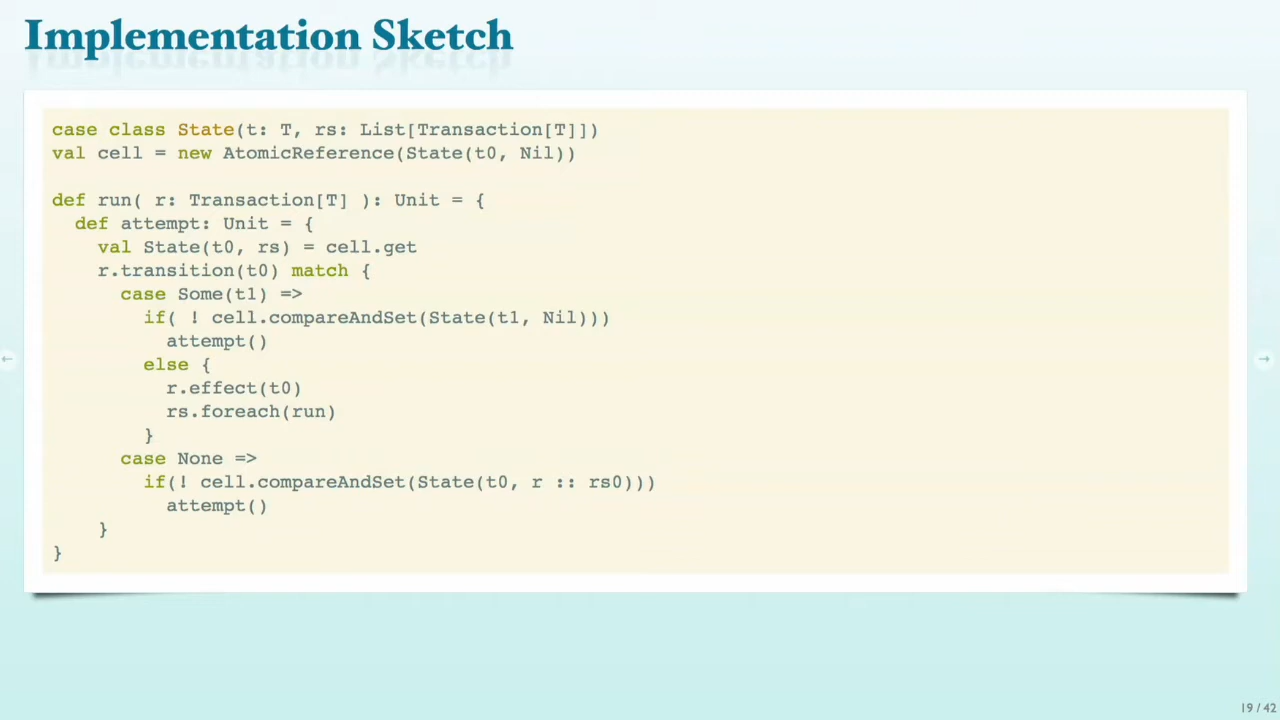 Implementation Sketch
case class State(t: T, rs: List[Transaction[T]])
val cell = new AtomicReference(State(t0, Nil))
def run( r: Transaction[T] ): Unit = {
def attempt: Unit = {
val State(t0, rs) = cell.get
r.transition(t0) match {
case Some(t1) =>
if( ! cell.compareAndSet(State(t1, Nil)))
attempt()
else {
r.effect(t0)
rs.foreach(run)
}
case None =>
if(! cell.compareAndSet(State(t0, r :: rs0)))
attempt()
}
}
← →
19 / 42